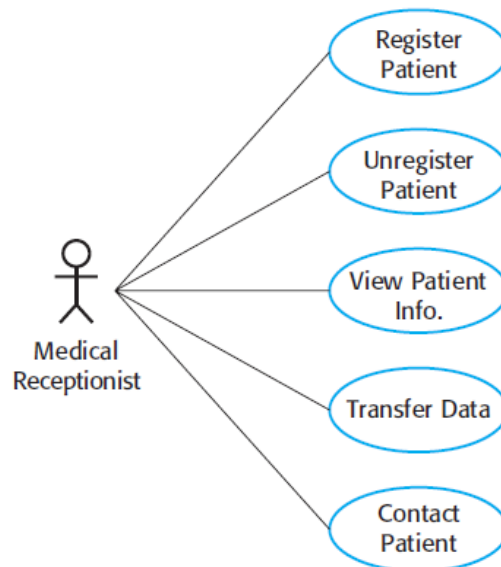 Register
Patient
Unregister
Patient
View Patient
Info.
Medical
Receptionist
Transfer Data
Contact
Patient